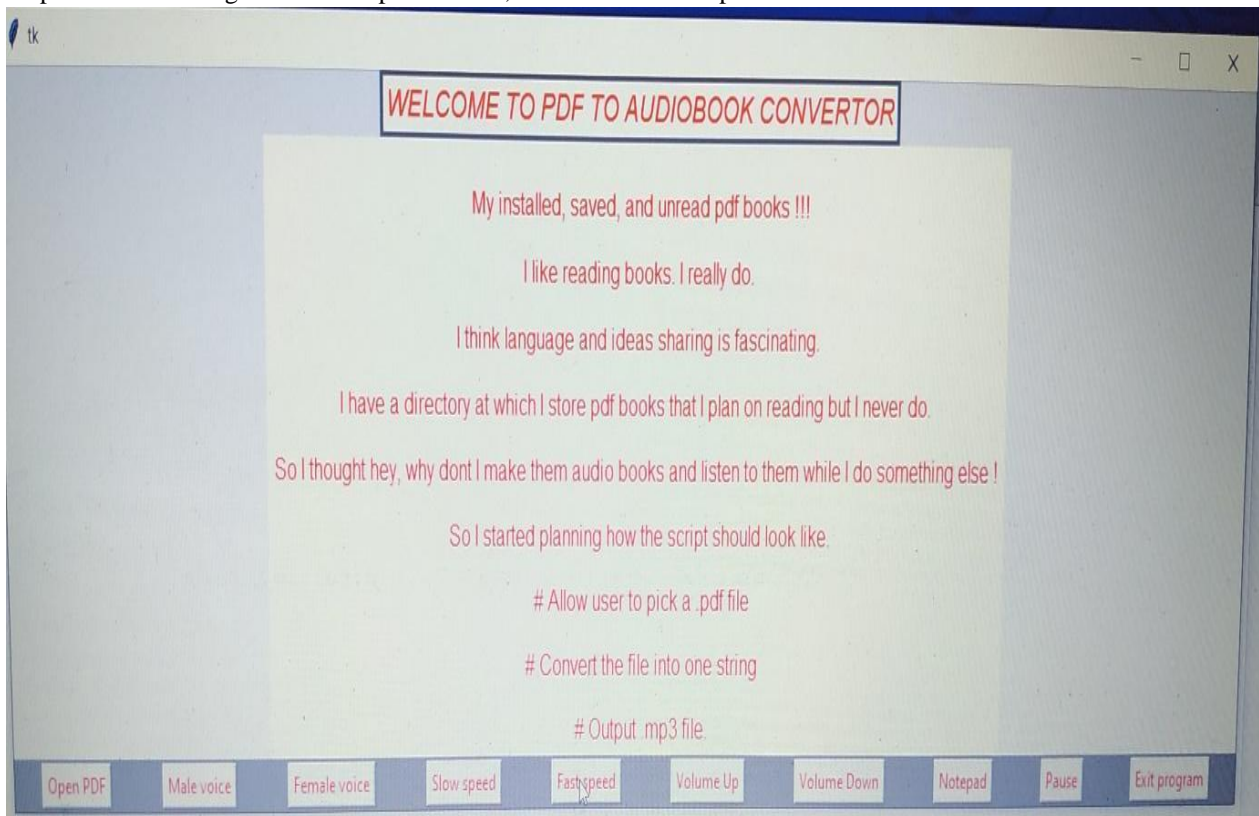 tk
WELCOME TO PDF TO AUDIOBOOK CONVERTOR
My installed, saved, and unread pdf books !!!
I like reading books. I really do.
I think language and ideas sharing is fascinating.
I have a directory at which I store pdf books that I plan on reading but I never do.
So I thought hey, why dont I make them audio books and listen to them while I do something else !
So I started planning how the script should look like.
# Allow user to pick a .pdf file
# Convert the file into one string
# Output .mp3 file.
Open PDF Male voice Female voice Slow speed Fast speed Volume Up Volume Down Notepad Pause Exit program